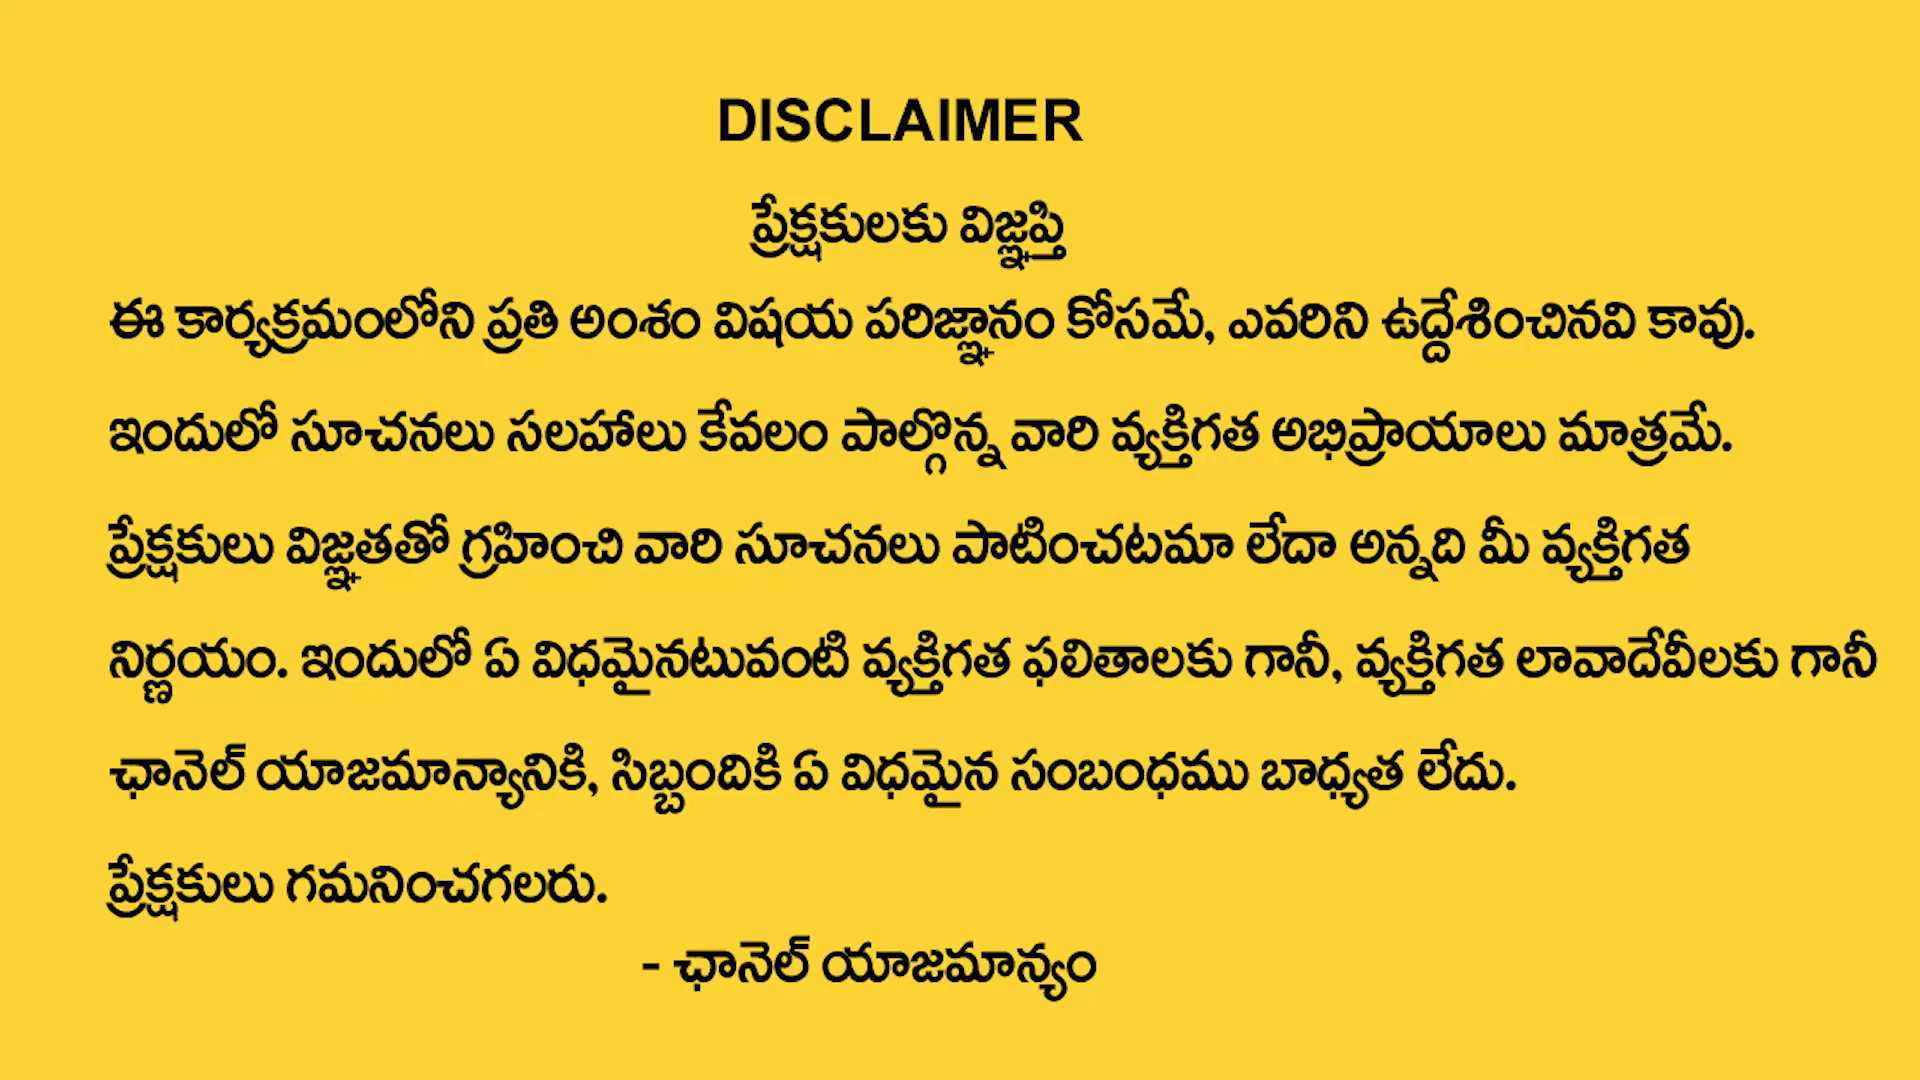 DISCLAIMER
ప్రేక్షకులకు విజ్ఞప్తి
ఈ కార్యక్రమంలోని ప్రతి అంశం విషయ పరిజ్ఞానం కోసమే, ఎవరిని ఉద్దేశించినవి కావు.
ఇందులో సూచనలు సలహాలు కేవలం పాల్గొన్న వారి వ్యక్తిగత అభిప్రాయాలు మాత్రమే.
ప్రేక్షకులు విజ్ఞతతో గ్రహించి వారి సూచనలు పాటించటమా లేదా అన్నది మీ వ్యక్తిగత
నిర్ణయం. ఇందులో ఏ విధమైనటువంటి వ్యక్తిగత ఫలితాలకు గానీ, వ్యక్తిగత లావాదేవీలకు గానీ
ఛానెల్ యాజమాన్యానికి, సిబ్బందికి ఏ విధమైన సంబంధము బాధ్యత లేదు.
ప్రేక్షకులు గమనించగలరు.
- ఛానెల్ యాజమాన్యం